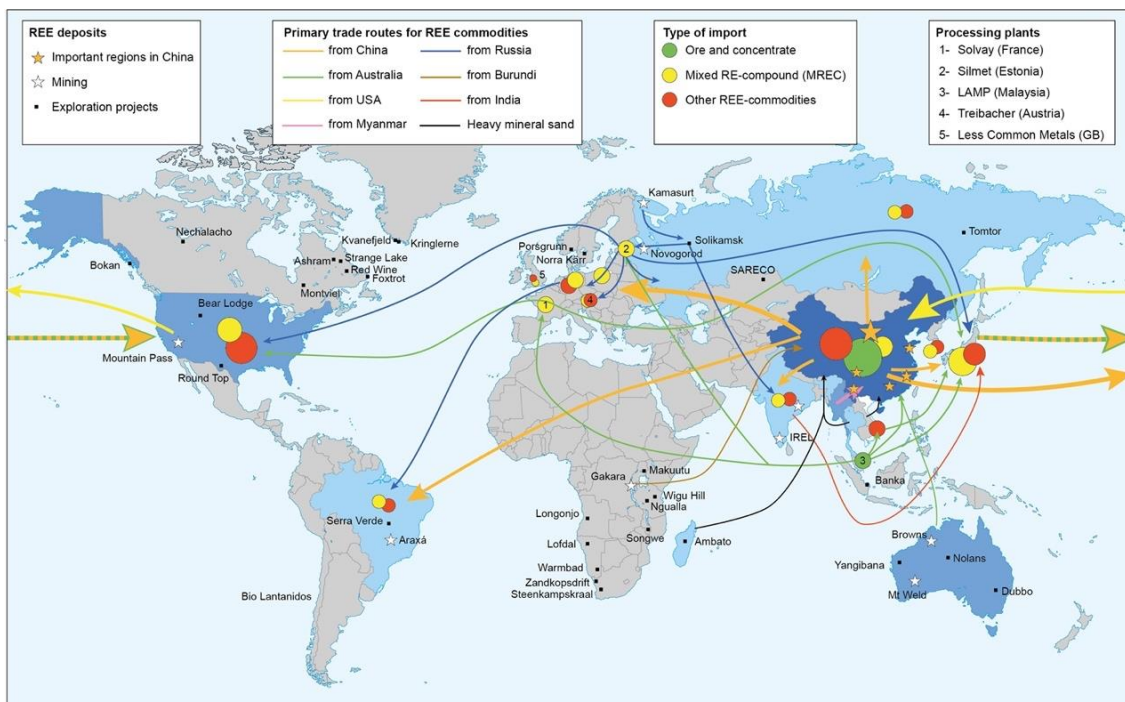 REE deposits
Important regions in China
Mining
Exploration projects
Primary trade routes for REE commodities
from China
from Australia
from USA
from Myanmar
from Russia
from Burundi
from India
Heavy mineral sand
Type of import
Ore and concentrate
Mixed RE-compound (MREC)
Other REE-commodities
Processing plants
1- Solvay (France)
2- Silmet (Estonia)
3- LAMP (Malaysia)
4- Treibacher (Austria)
5- Less Common Metals (GB)
Kamasurt
Nechalacho
Kvanefjeld
Kringlerne
Porsgrunn
Norra Kärr
2
Novogorod
Solikamsk
Tomtor
Bokan
Ashram
Strange Lake
Red Wine
Foxtrot
Montviel
5
SARECO
4
1
Bear Lodge
Mountain Pass
Round Top
IREL
3
Banka
Gakara
Makuutu
Wigu Hill
Ngualla
Serra Verde
Araxá
Longonjo
Songwe
Lofdal
Ambato
Warmbad
Zandkopsdrift
Steenkampskraal
Bio Lantanidos
Browns
Yangibana
Nolans
Mt Weld
Dubbo